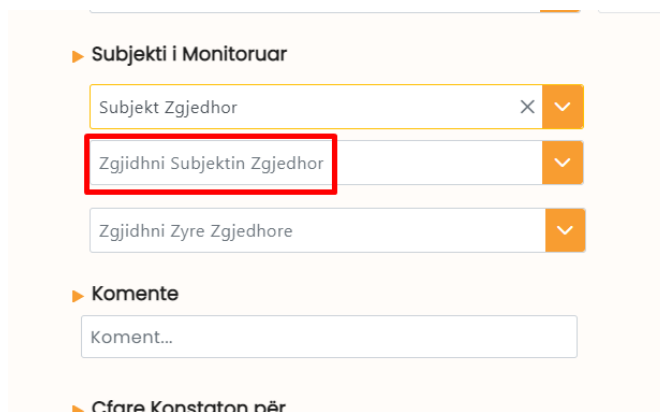 Subjekti i Monitoruar
Subjekt Zgjedhor
Zgjidhni Subjektin Zgjedhor
Zgjidhni Zyre Zgjedhore
Komente
Koment...
Cfare Konstaton për